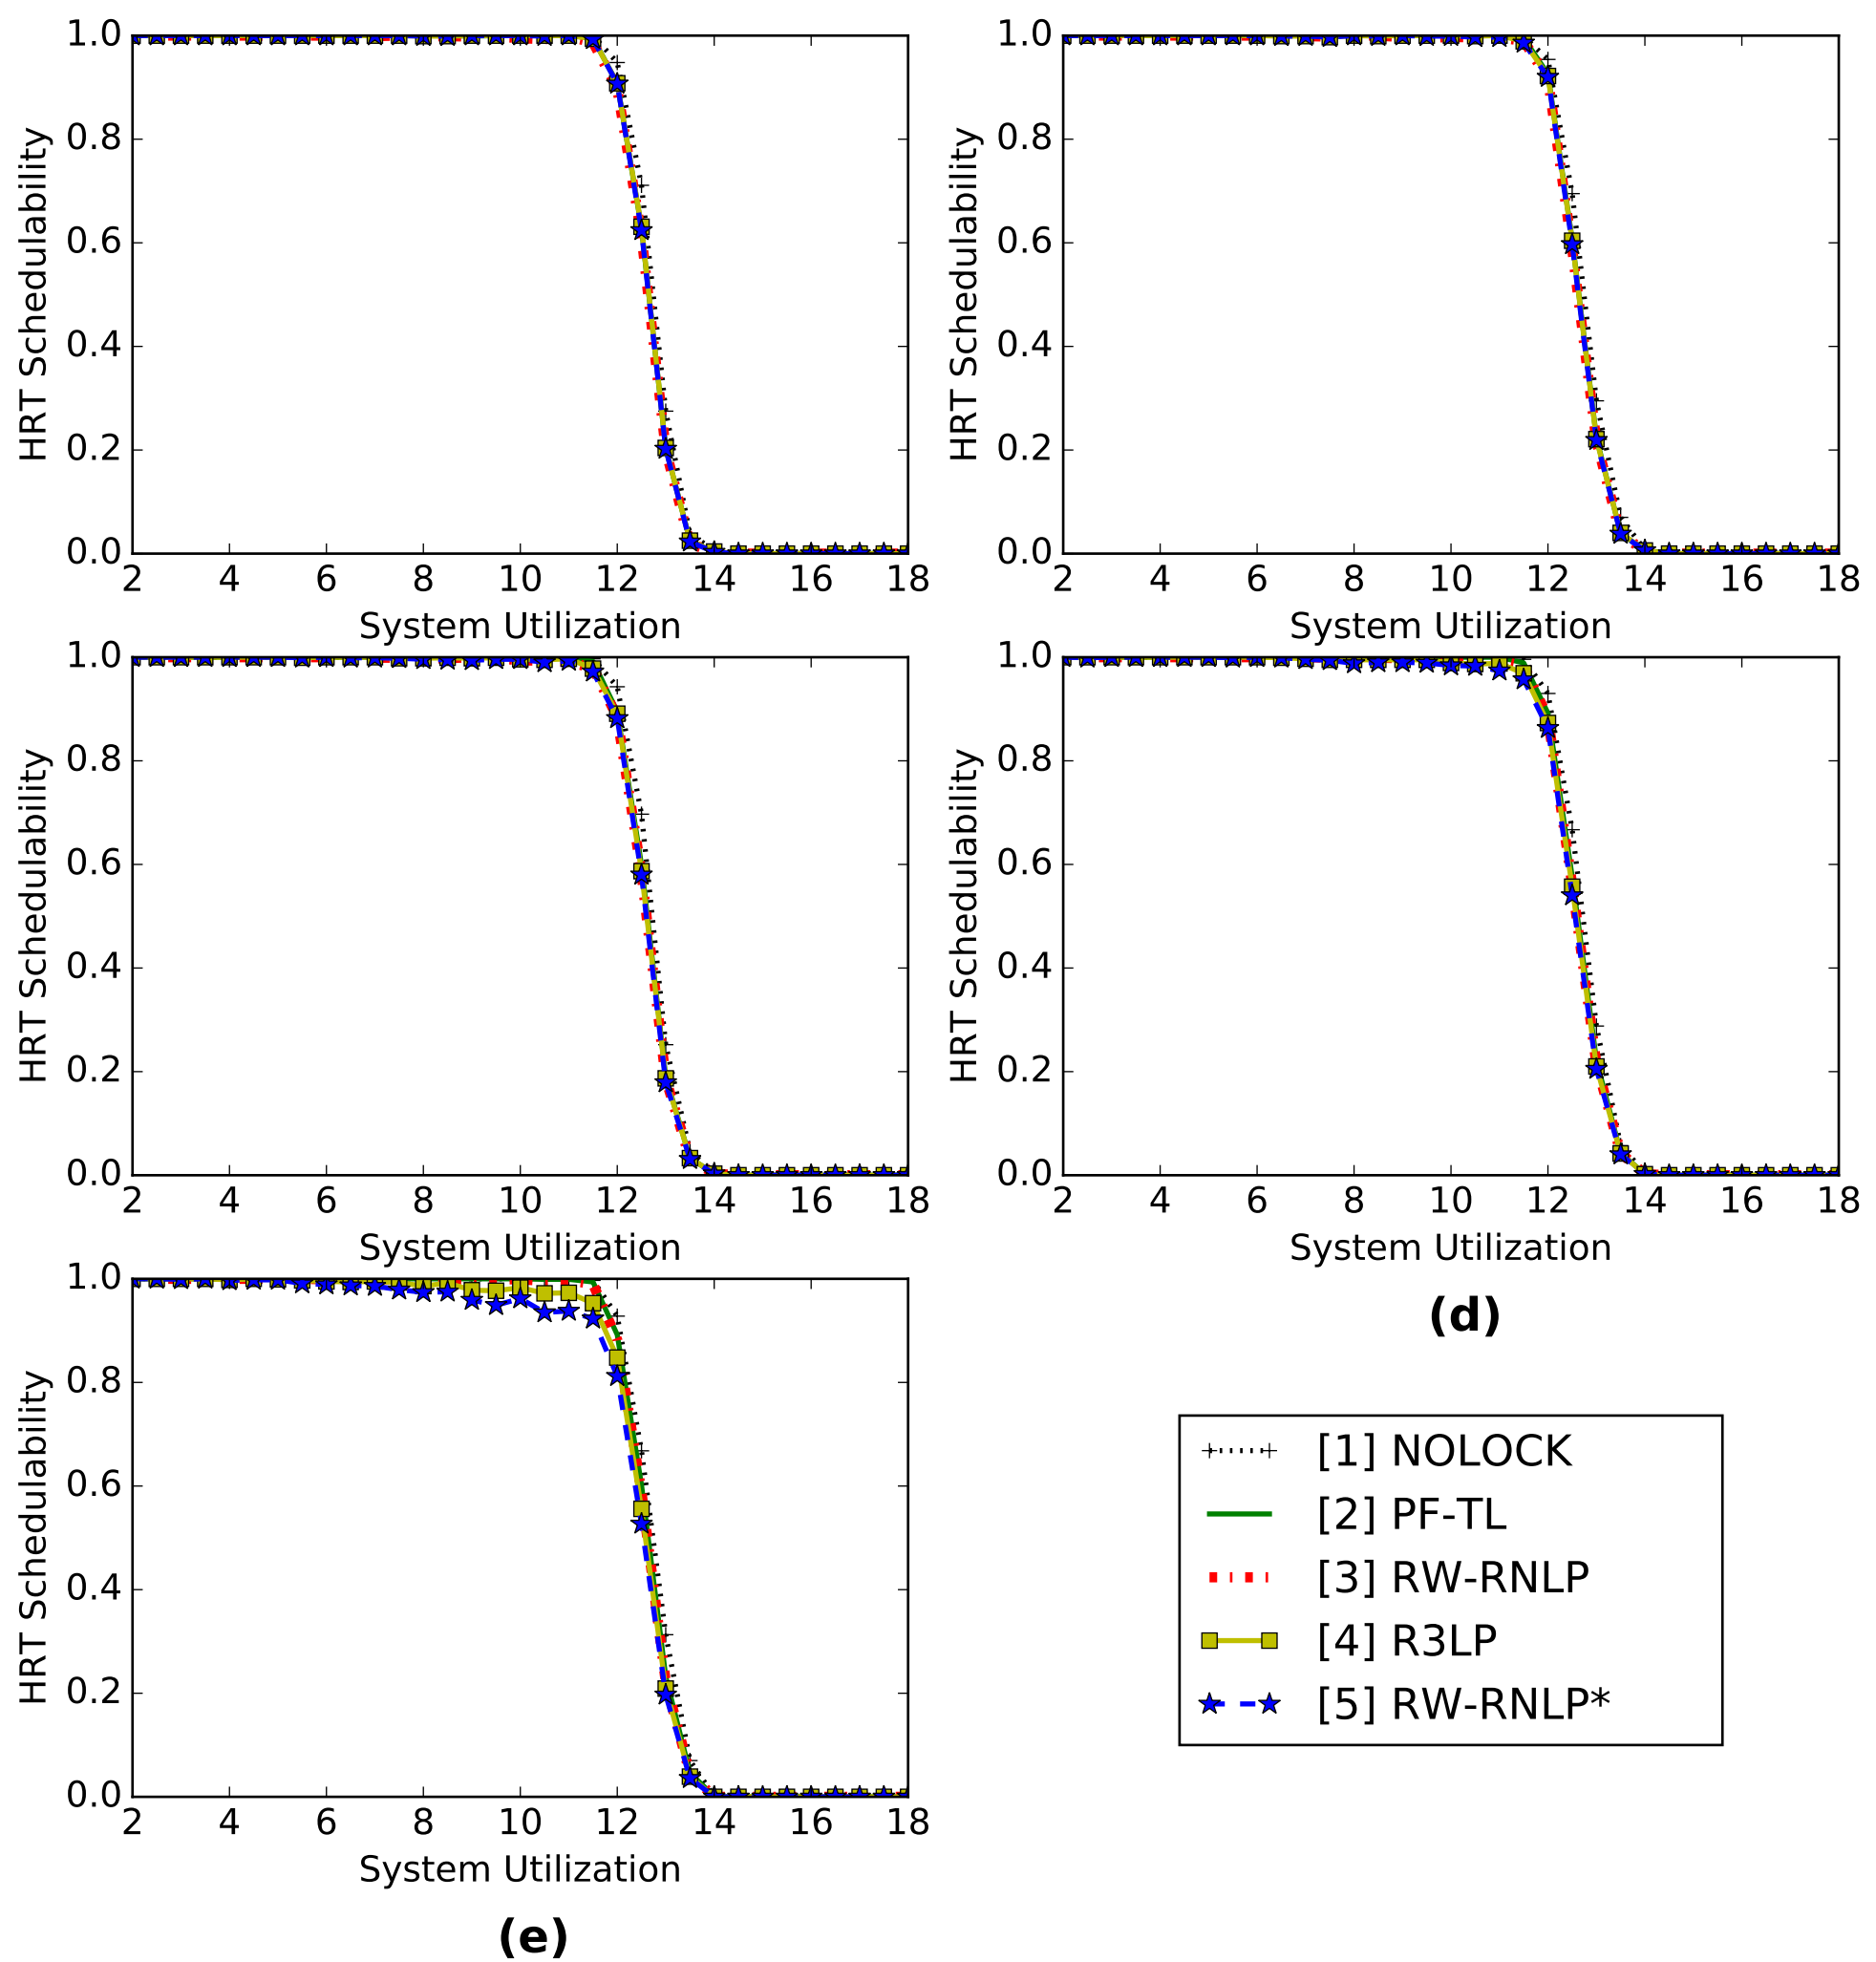 1.0
0.8
0.6
0.4
0.2
0.0
HRT Schedulability
2 4 6 8 10 12 14 16 18
System Utilization
1.0
0.8
0.6
0.4
0.2
0.0
HRT Schedulability
2 4 6 8 10 12 14 16 18
System Utilization
1.0
0.8
0.6
0.4
0.2
0.0
HRT Schedulability
2 4 6 8 10 12 14 16 18
System Utilization
1.0
0.8
0.6
0.4
0.2
0.0
HRT Schedulability
2 4 6 8 10 12 14 16 18
System Utilization
(d)
1.0
0.8
0.6
0.4
0.2
0.0
HRT Schedulability
2 4 6 8 10 12 14 16 18
System Utilization
(e)
[1] NOLOCK
[2] PF-TL
[3] RW-RNLP
[4] R3LP
[5] RW-RNLP*